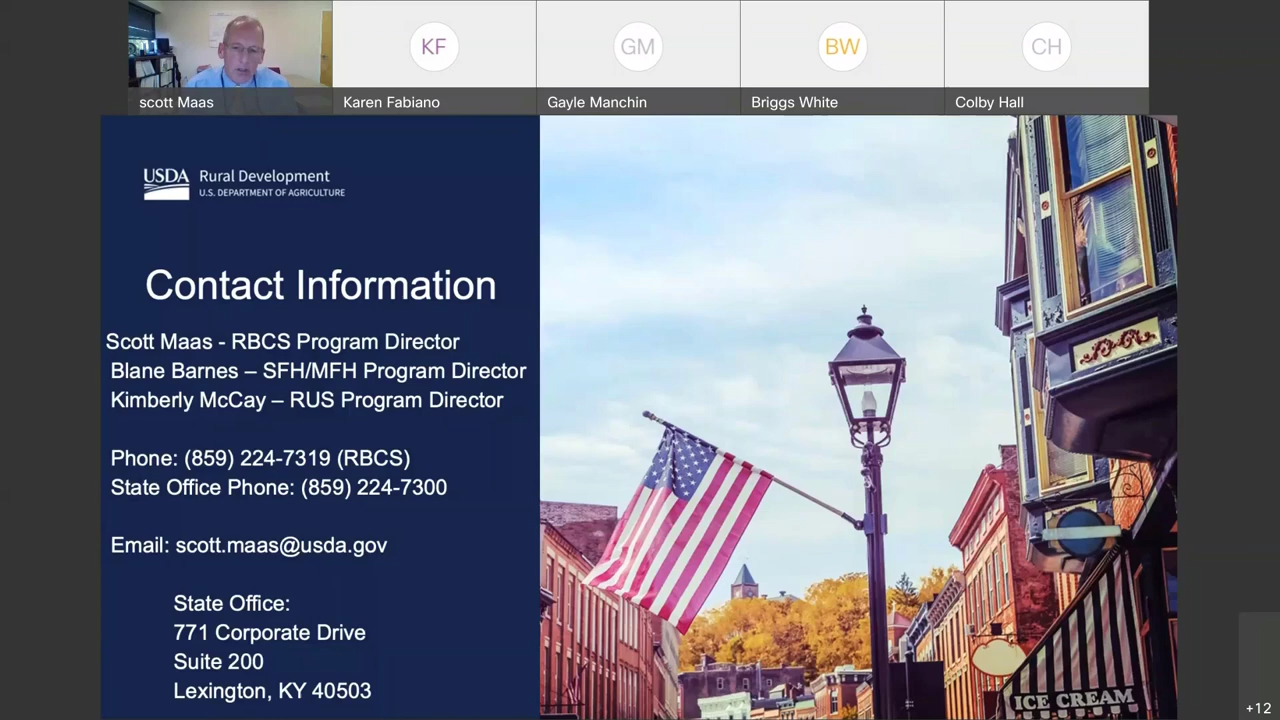 KF
GM
BW
CH
scott Maas
Karen Fabiano
Gayle Manchin
Briggs White
Colby Hall
USDA
Rural Development
U.S. DEPARTMENT OF AGRICULTURE
Contact Information
Scott Maas - RBCS Program Director
Blane Barnes – SFH/MFH Program Director
Kimberly McCay – RUS Program Director
Phone: (859) 224-7319 (RBCS)
State Office Phone: (859) 224-7300
Email: scott.maas@usda.gov
State Office:
771 Corporate Drive
Suite 200
Lexington, KY 40503
ICE CREAM
+12